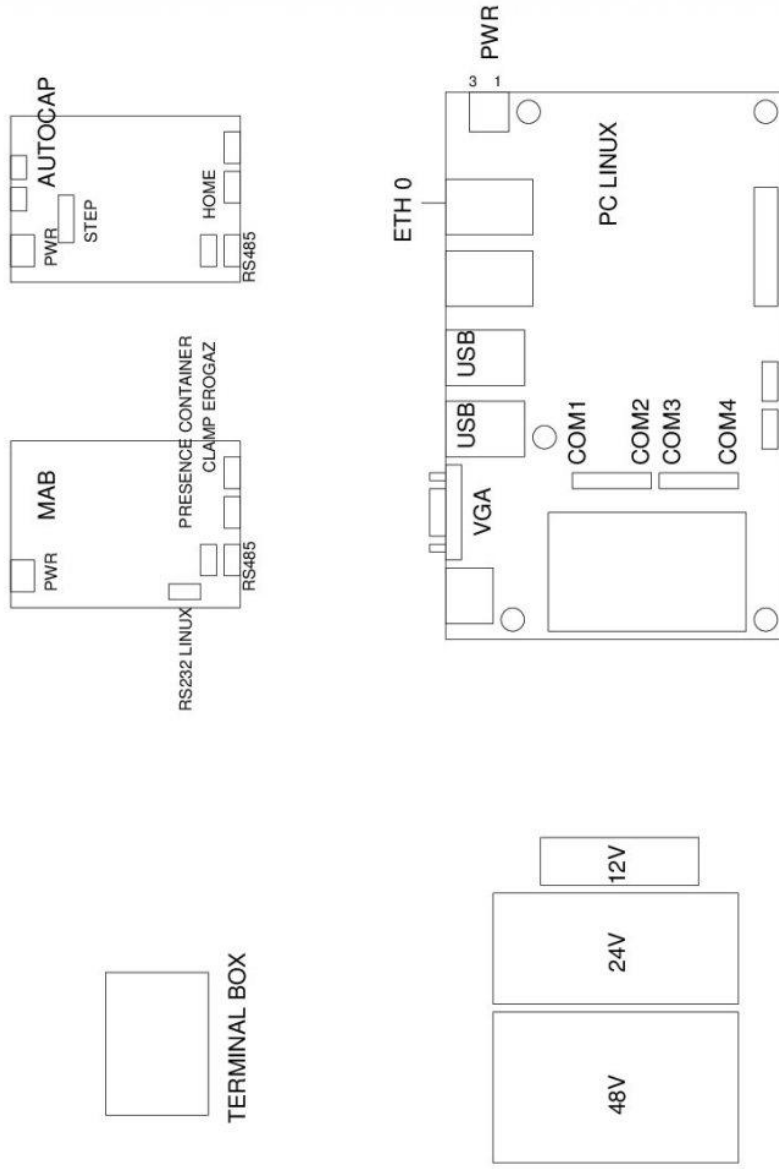 TERMINAL BOX
MAB
PWR
RS232 LINUX
PRESENCE CONTAINER
CLAMP EROGAZ
RS485
AUTOCAP
PWR
STEP
HOME
RS485
48V
24V
12V
VGA
USB
USB
ETH 0
PWR
3
1
COM1
COM2
COM3
COM4
PC LINUX